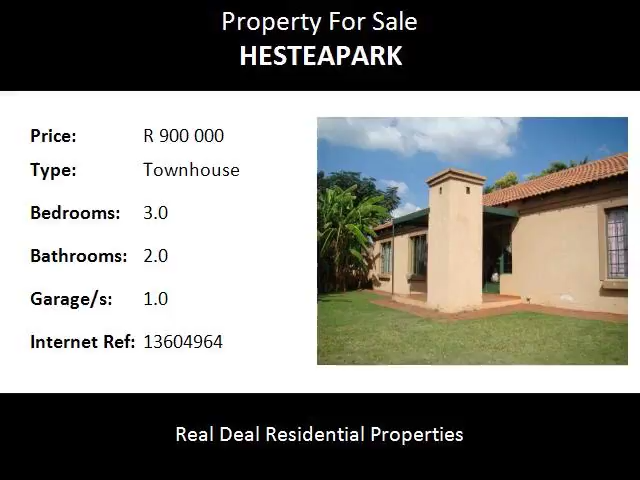 Property For Sale
HESTEAPARK
Price: R 900 000
Type: Townhouse
Bedrooms: 3.0
Bathrooms: 2.0
Garage/s: 1.0
Internet Ref: 13604964
Real Deal Residential Properties